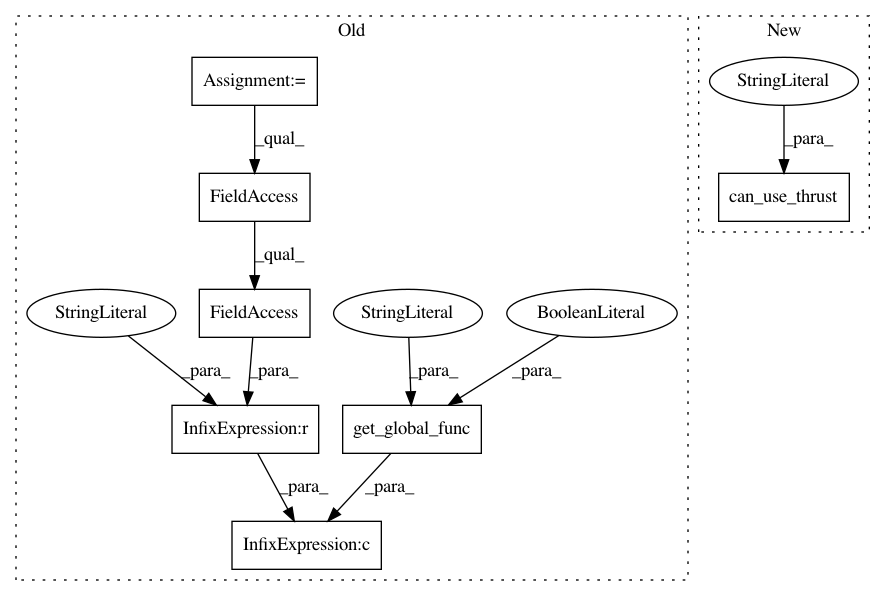 Old
New
Assignment:=
StringLiteral
_qual_
_para_
FieldAccess
can_use_thrust
_qual_
StringLiteral
FieldAccess
StringLiteral
BooleanLiteral
_para_
_para_
_para_
_para_
InfixExpression:r
get_global_func
_para_
_para_
InfixExpression:c